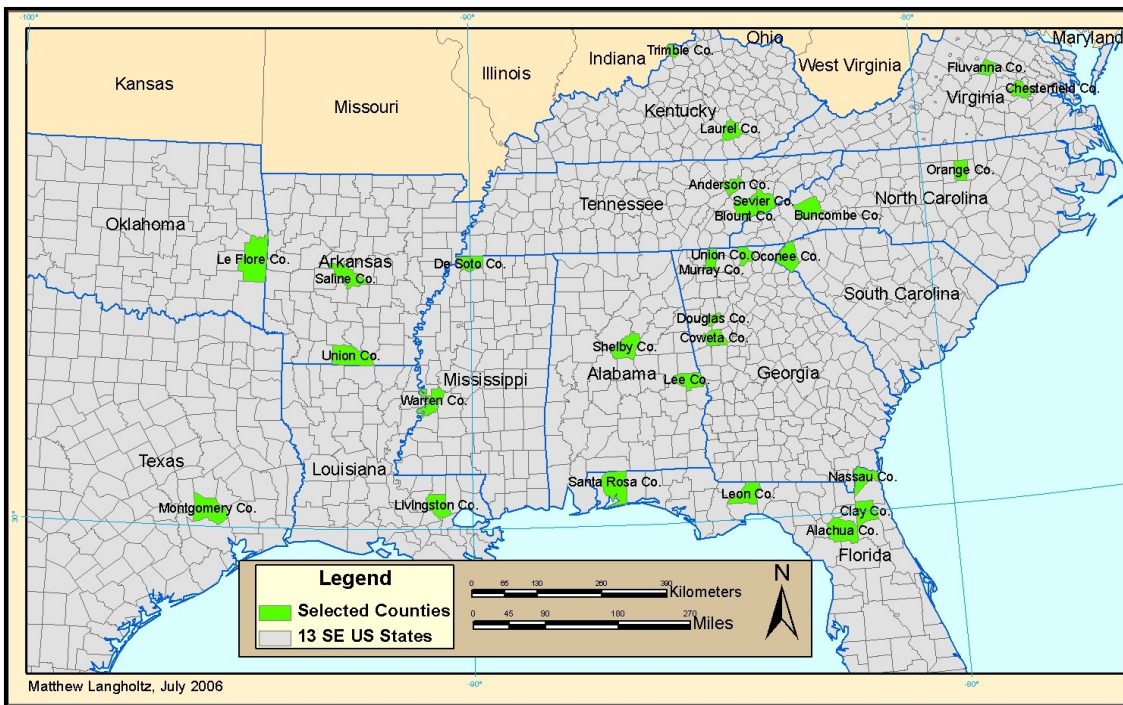 -100°
-90°
-80°
Ohio
Maryland
Trimble Co.
Indiana
West Virginia
Fluvanna Co.
Illinois
Kansas
Chesterfield Co.
Virginia
Missouri
Kentucky
Laurel Co.
Orange Co.
Anderson Co.
North Carolina
Sevier Co.
Tennessee
Blount Co.
Buncombe Co.
Oklahoma
Union Co.
Oconee Co.
Le Flore Co.
Arkansas
De Soto Co.
Murray Co.
Saline Co.
South Carolina
Douglas Co.
Coweta Co.
Shelby Co.
Union Co.
Alabama
Georgia
Mississippi
Lee Co.
Warren Co.
Texas
Louisiana
Nassau Co.
Santa Rosa Co.
Leon Co.
Montgomery Co.
Livingston Co.
Clay Co.
30°
Alachua Co.
Florida
Legend
Selected Counties
13 SE US States
0 65 130 260 390
Kilometers
0 45 90 180 270
Miles
N
Matthew Langholtz, July 2006
-90°
-80°